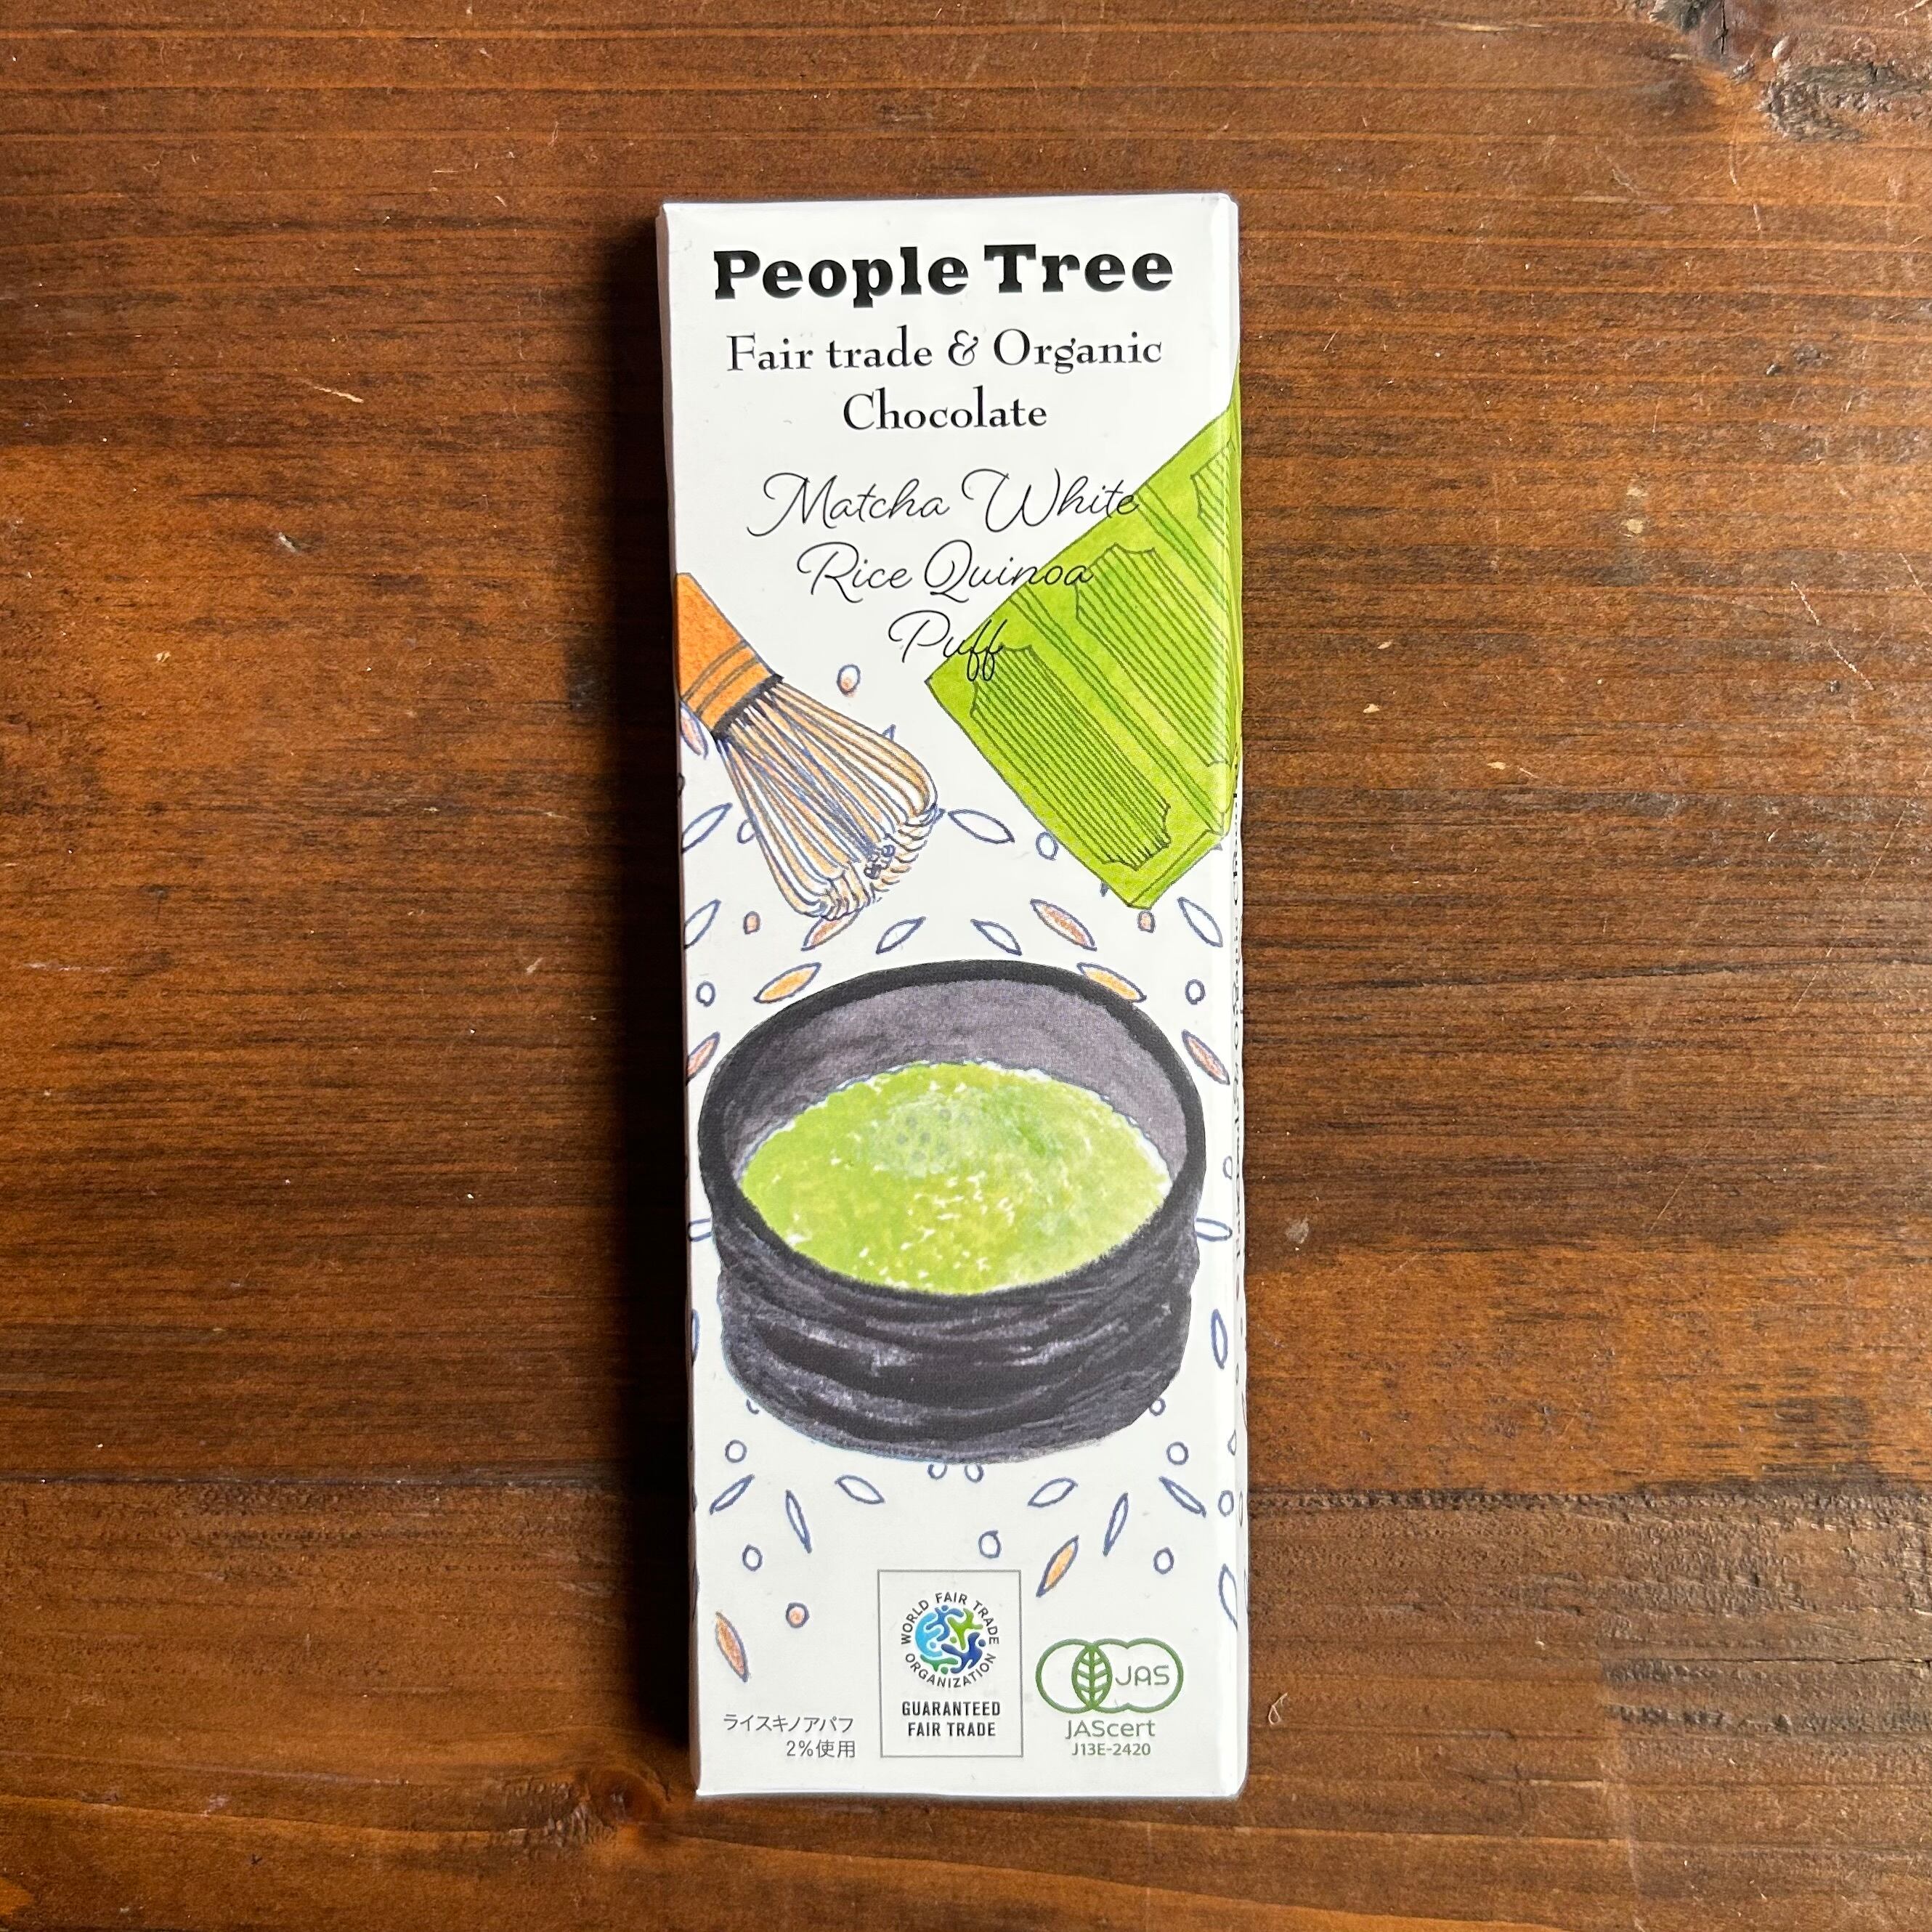 People Tree
Fair trade & Organic
Chocolate
Matcha White
Rice Quinoa
Puff
WORLD FAIR TRADE
ORGANIZATION
GUARANTEED
FAIR TRADE
JAS
JAScert
J13E-2420
ライスキノアパフ
2%使用